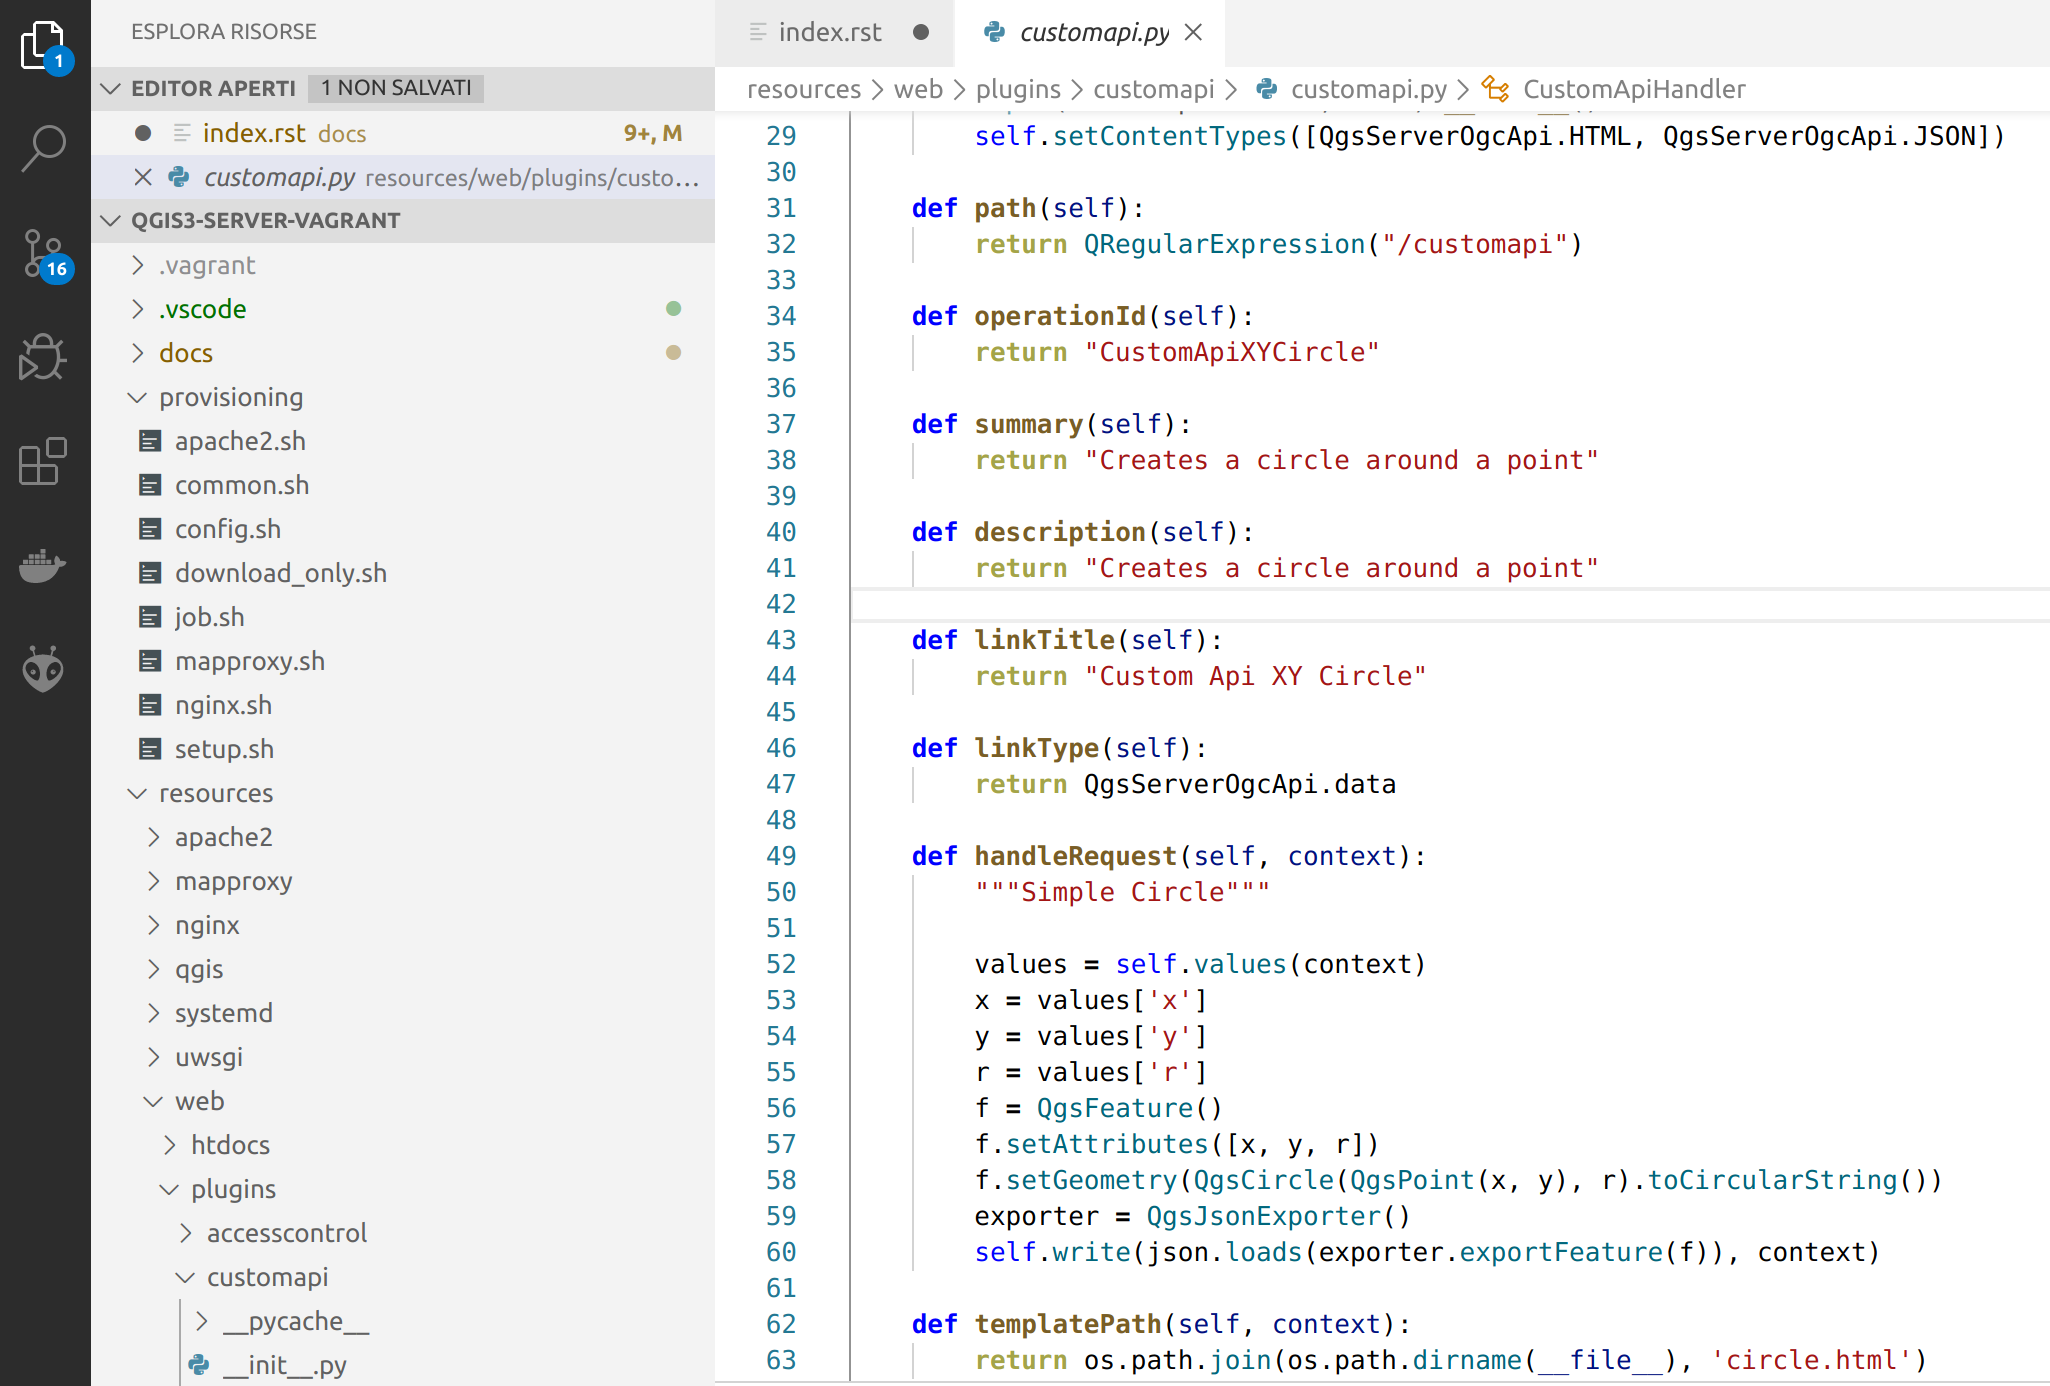 ESPLORA RISORSE
EDITOR APERTI 1 NON SALVATI
index.rst docs 9+, M
customapi.py resources/web/plugins/custo...
QGIS3-SERVER-VAGRANT
.vagrant
.vscode
docs
provisioning
apache2.sh
common.sh
config.sh
download_only.sh
job.sh
mapproxy.sh
nginx.sh
setup.sh
resources
apache2
mapproxy
nginx
qgis
systemd
uwsgi
web
htdocs
plugins
accesscontrol
customapi
__pycache__
__init__.py
1
16
index.rst
customapi.py
resources > web > plugins > customapi > customapi.py > CustomApiHandler
29 self.setContentTypes([QgsServerOgcApi.HTML, QgsServerOgcApi.JSON])
30
31 def path(self):
32 return QRegularExpression("/customapi")
33
34 def operationId(self):
35 return "CustomApiXYCircle"
36
37 def summary(self):
38 return "Creates a circle around a point"
39
40 def description(self):
41 return "Creates a circle around a point"
42
43 def linkTitle(self):
44 return "Custom Api XY Circle"
45
46 def linkType(self):
47 return QgsServerOgcApi.data
48
49 def handleRequest(self, context):
50 """Simple Circle"""
51
52 values = self.values(context)
53 x = values['x']
54 y = values['y']
55 r = values['r']
56 f = QgsFeature()
57 f.setAttributes([x, y, r])
58 f.setGeometry(QgsCircle(QgsPoint(x, y), r).toCircularString())
59 exporter = QgsJsonExporter()
60 self.write(json.loads(exporter.exportFeature(f)), context)
61
62 def templatePath(self, context):
63 return os.path.join(os.path.dirname(__file__), 'circle.html')